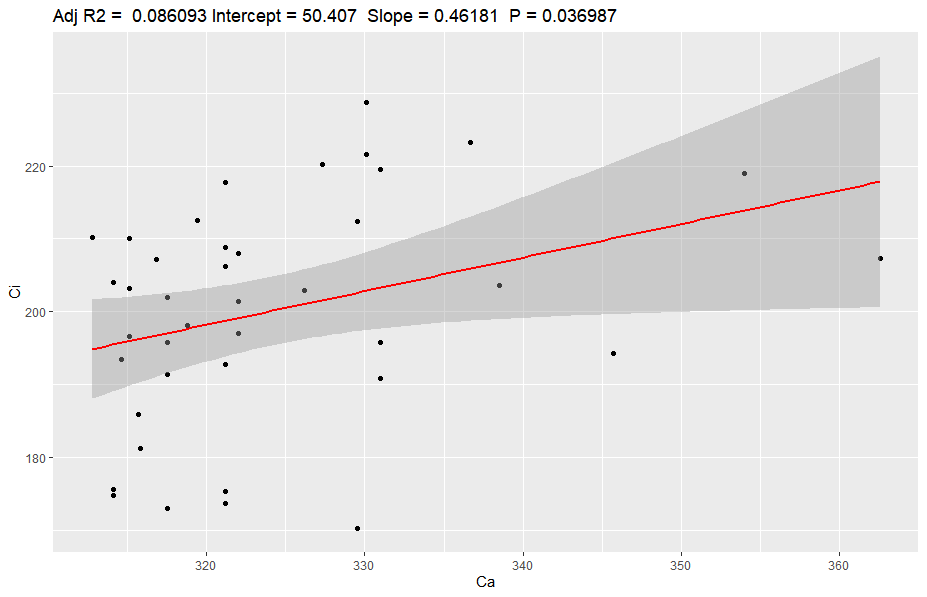 Adj R2 =  0.086093 Intercept = 50.407  Slope = 0.46181  P = 0.036987
220
200
180
Ci
320 330 340 350 360
Ca